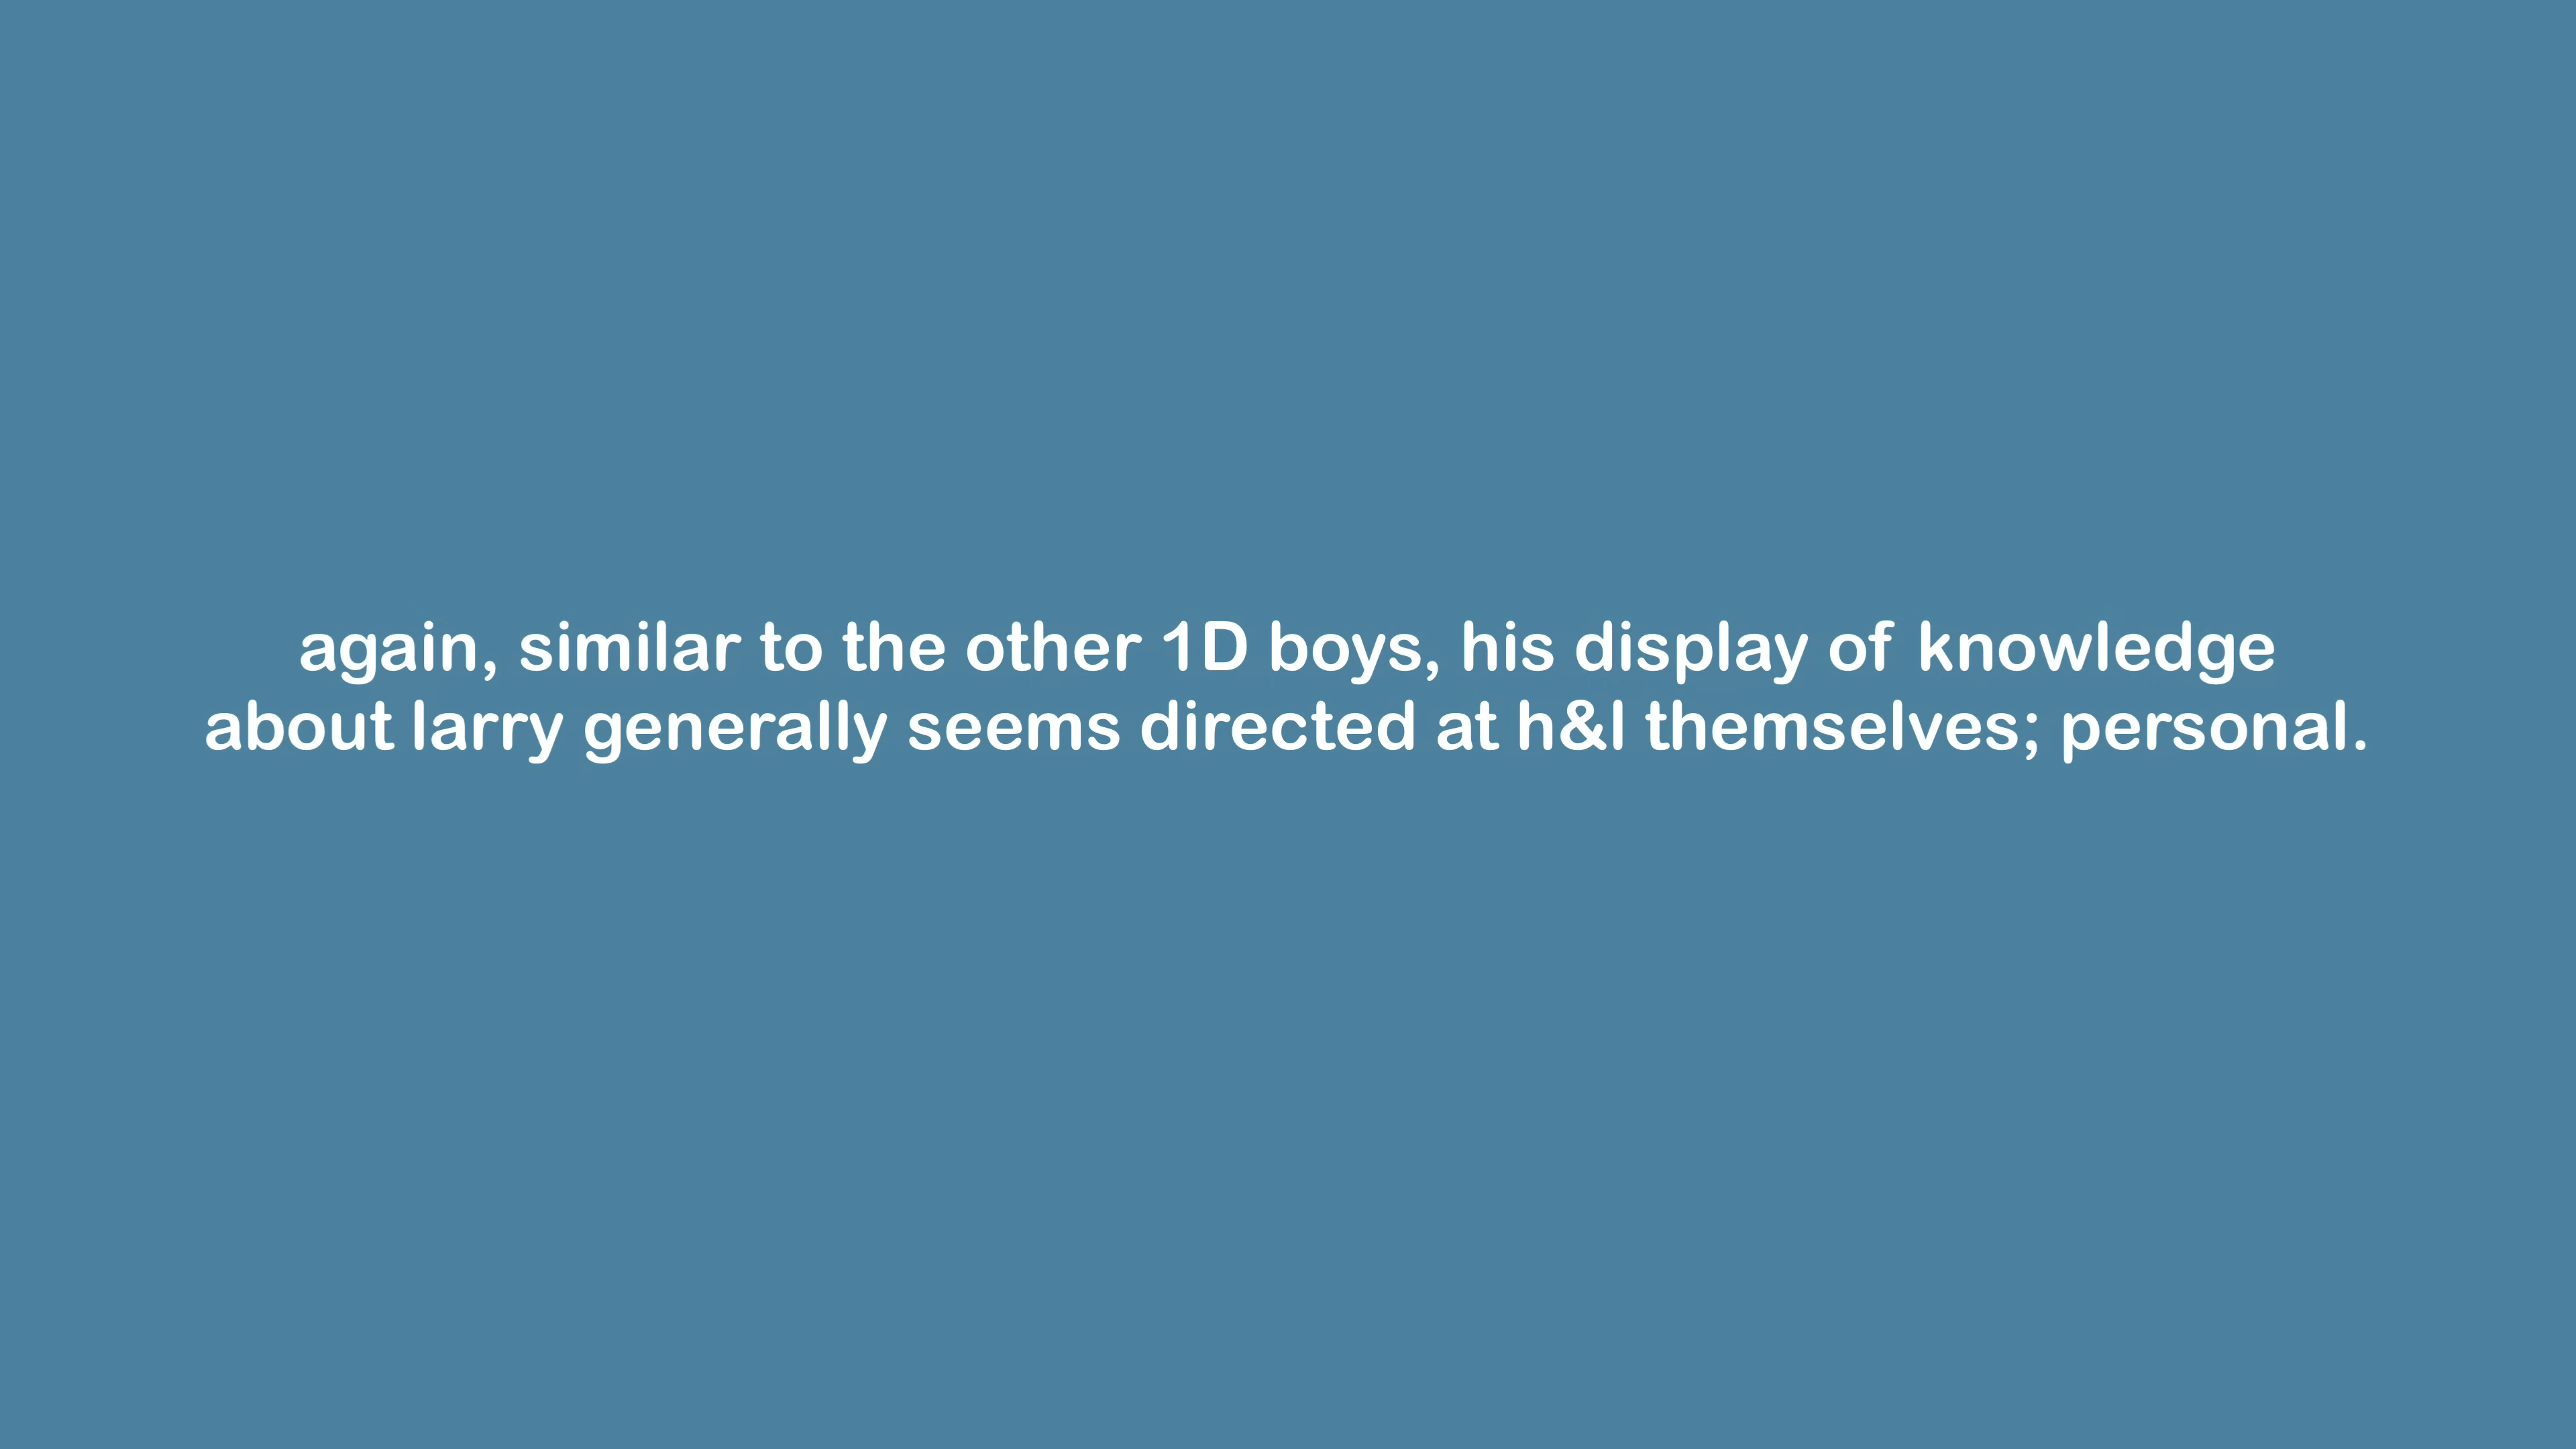 again, similar to the other 1D boys, his display of knowledge
about larry generally seems directed at h&l themselves; personal.